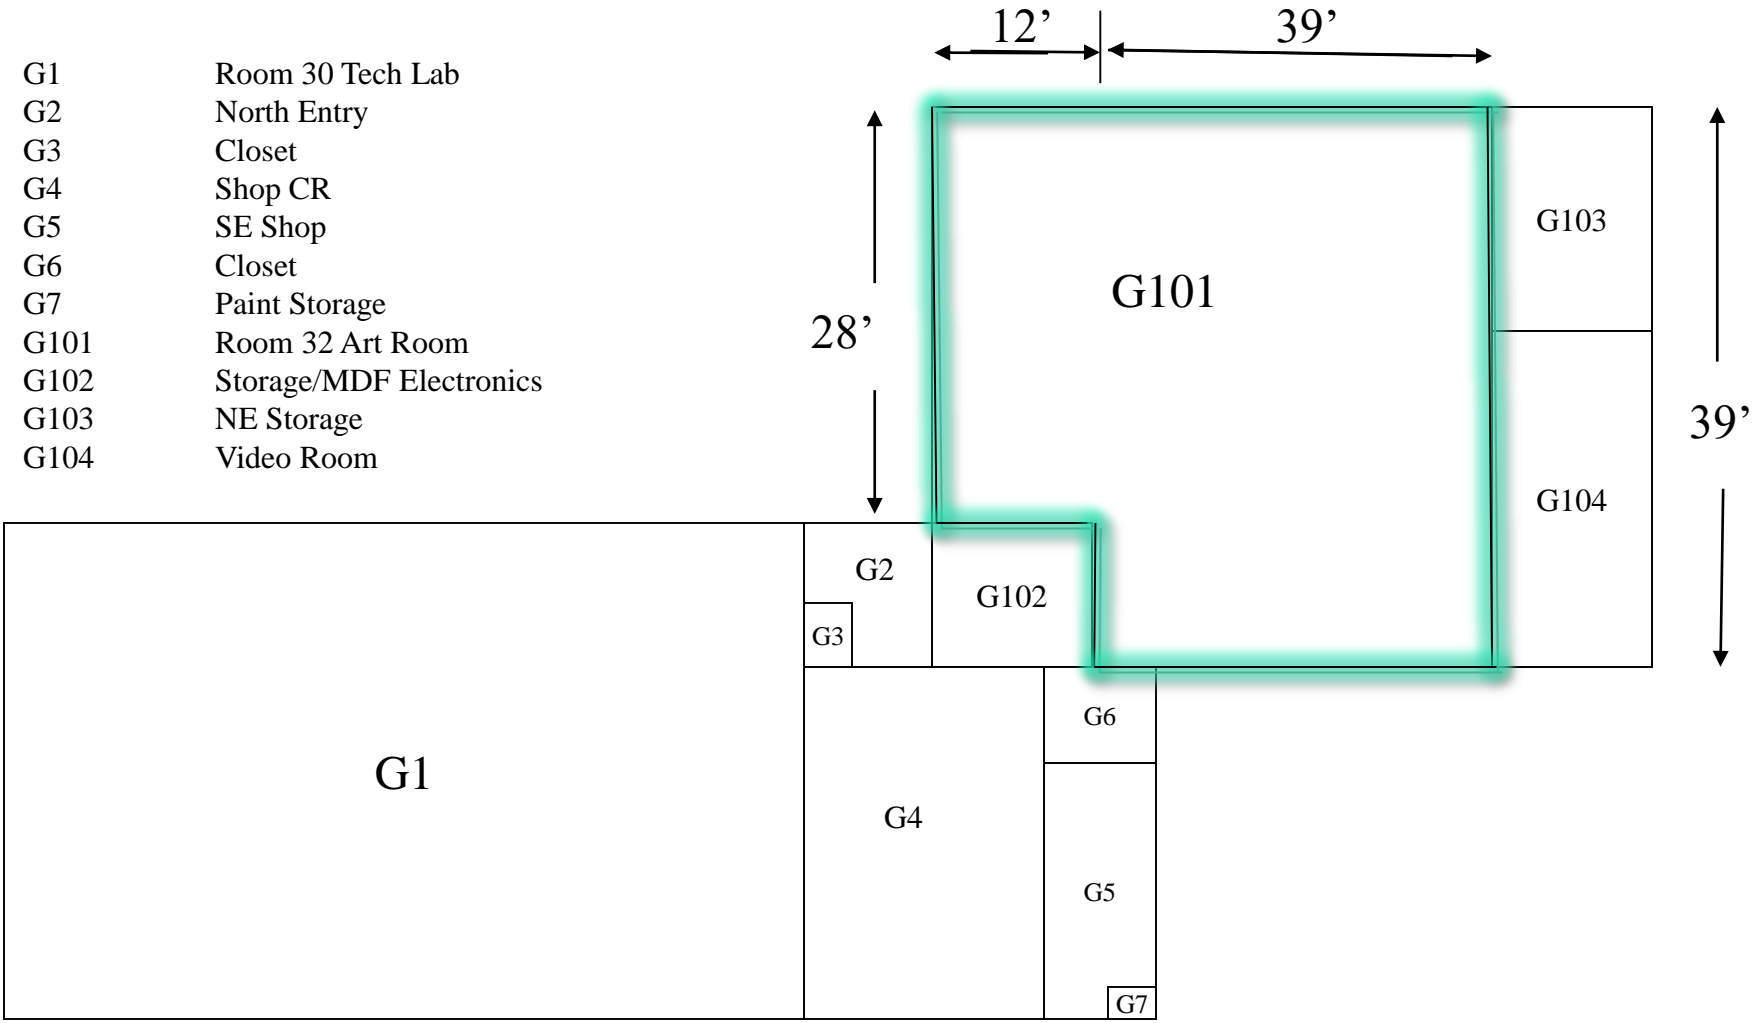 12’ 39’
G1 Room 30 Tech Lab
G2 North Entry
G3 Closet
G4 Shop CR
G5 SE Shop
G6 Closet
G7 Paint Storage
G101 Room 32 Art Room
G102 Storage/MDF Electronics
G103 NE Storage
G104 Video Room
G103
G101
28’
39’
G104
G2
G102
G3
G6
G1
G4
G5
G7